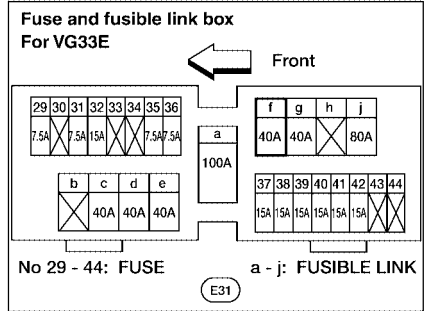 Fuse and fusible link box
For VG33E
Front
29 30 31 32 33 34 35 36
7.5A 7.5A 15A 7.5A 7.5A
a
100A
f g h j
40A 40A 80A
b c d e
40A 40A 40A
37 38 39 40 41 42 43 44
15A 15A 15A 15A 15A 15A
No 29 - 44: FUSE
a - j: FUSIBLE LINK
E31